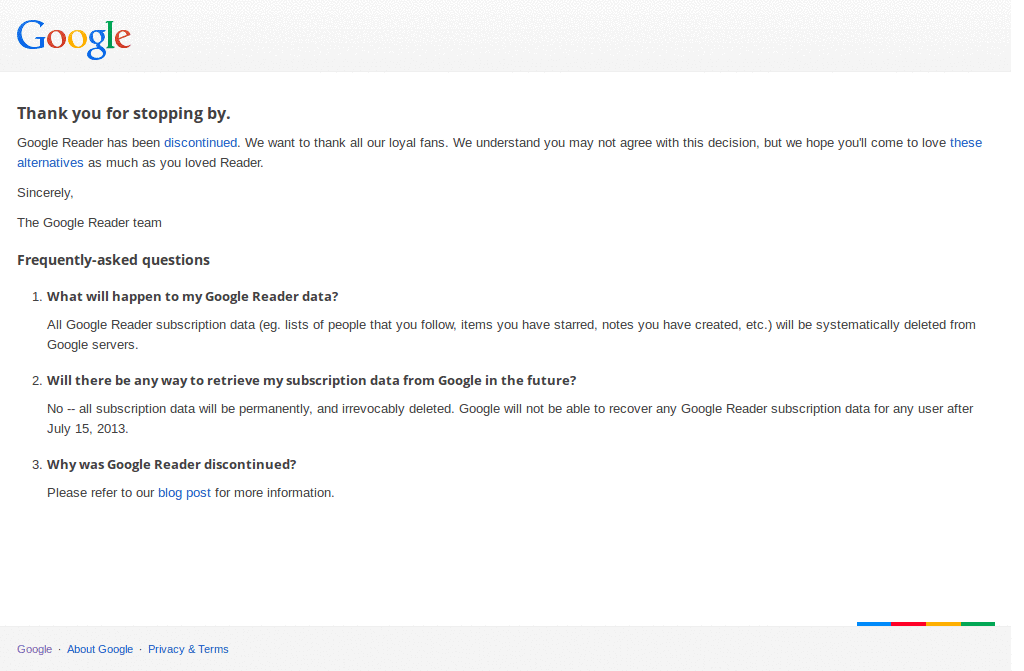 Google
Thank you for stopping by.
Google Reader has been discontinued. We want to thank all our loyal fans. We understand you may not agree with this decision, but we hope you'll come to love these
alternatives as much as you loved Reader.
Sincerely,
The Google Reader team
Frequently-asked questions
1. What will happen to my Google Reader data?
All Google Reader subscription data (eg. lists of people that you follow, items you have starred, notes you have created, etc.) will be systematically deleted from
Google servers.
2. Will there be any way to retrieve my subscription data from Google in the future?
No -- all subscription data will be permanently, and irrevocably deleted. Google will not be able to recover any Google Reader subscription data for any user after
July 15, 2013.
3. Why was Google Reader discontinued?
Please refer to our blog post for more information.
Google · About Google · Privacy & Terms